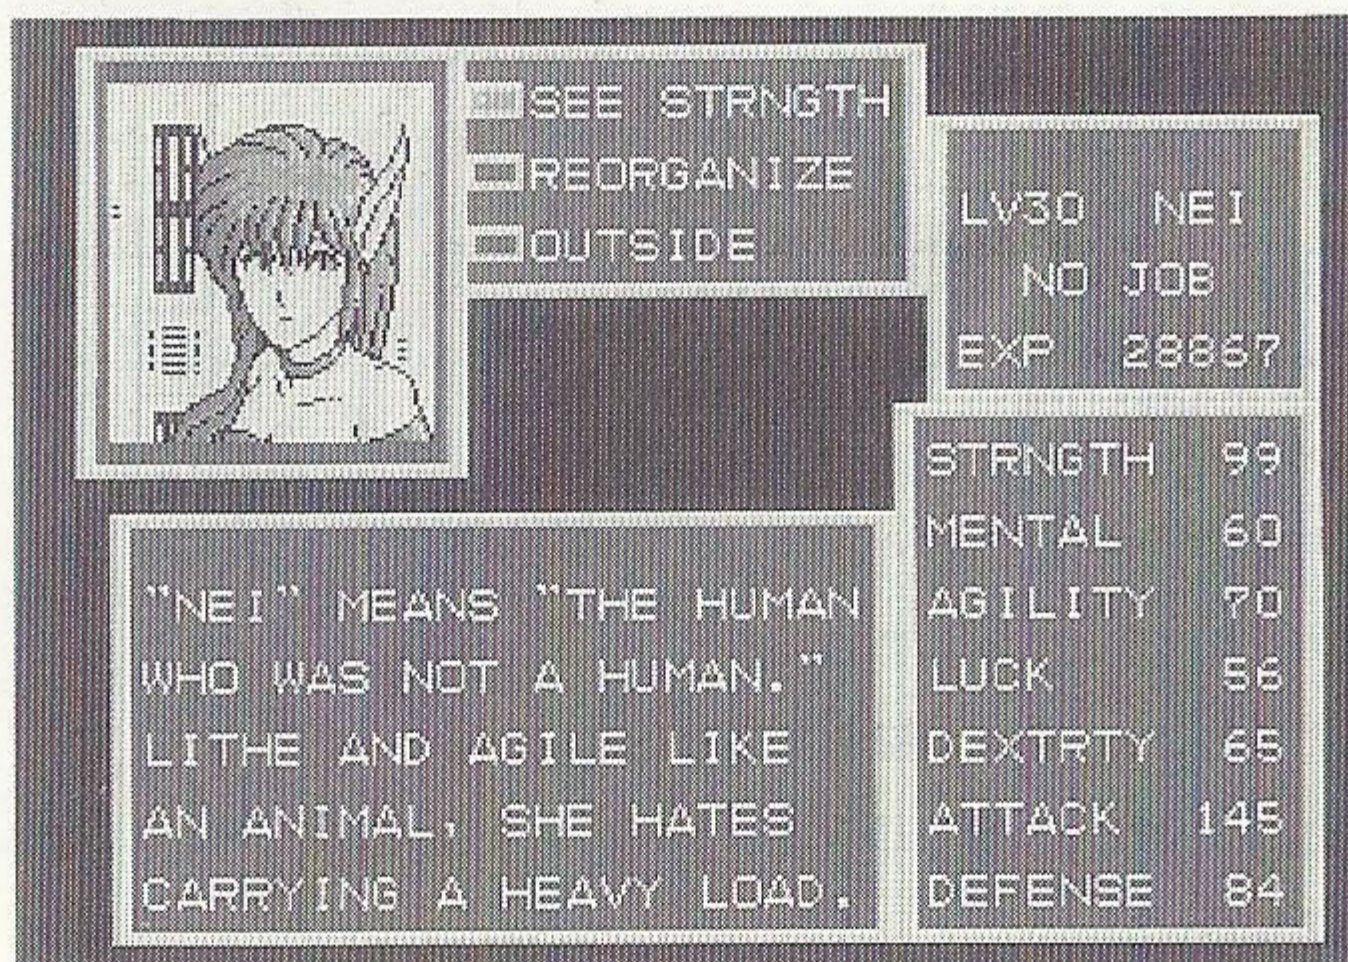 SEE STRNGTH
REORGANIZE
OUTSIDE
LV30 NEI
NO JOB
EXP 28867
STRNGTH 99
MENTAL 60
AGILITY 70
LUCK 56
DEXTRTY 65
ATTACK 145
DEFENSE 84
"NEI" MEANS "THE HUMAN
WHO WAS NOT A HUMAN."
LITHE AND AGILE LIKE
AN ANIMAL, SHE HATES
CARRYING A HEAVY LOAD.